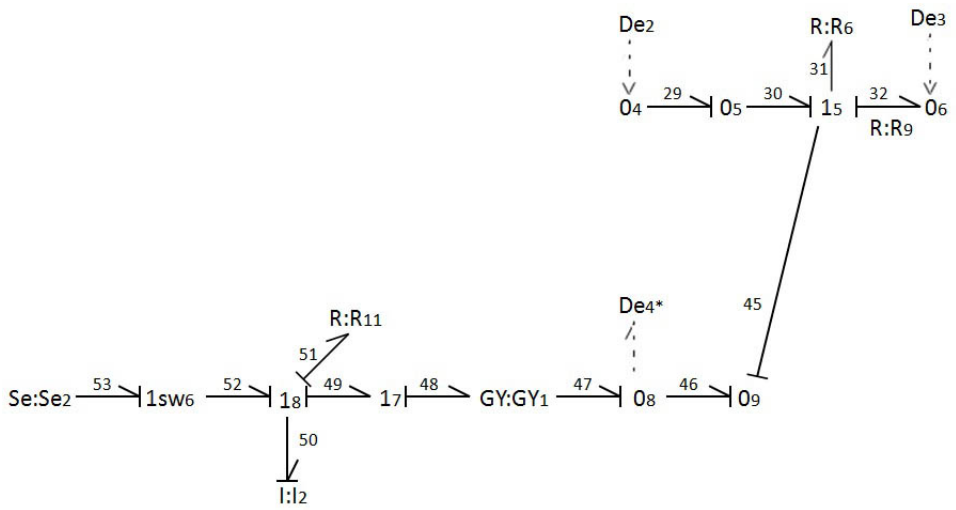 De2 R:R6 De3
31
04 29 05 30 15 32 06
R:R9
45
De4*
R:R11
51
Se:Se2 53 1sw6 52 18 49 17 48 GY:GY1 47 08 46 09
50
I:I2